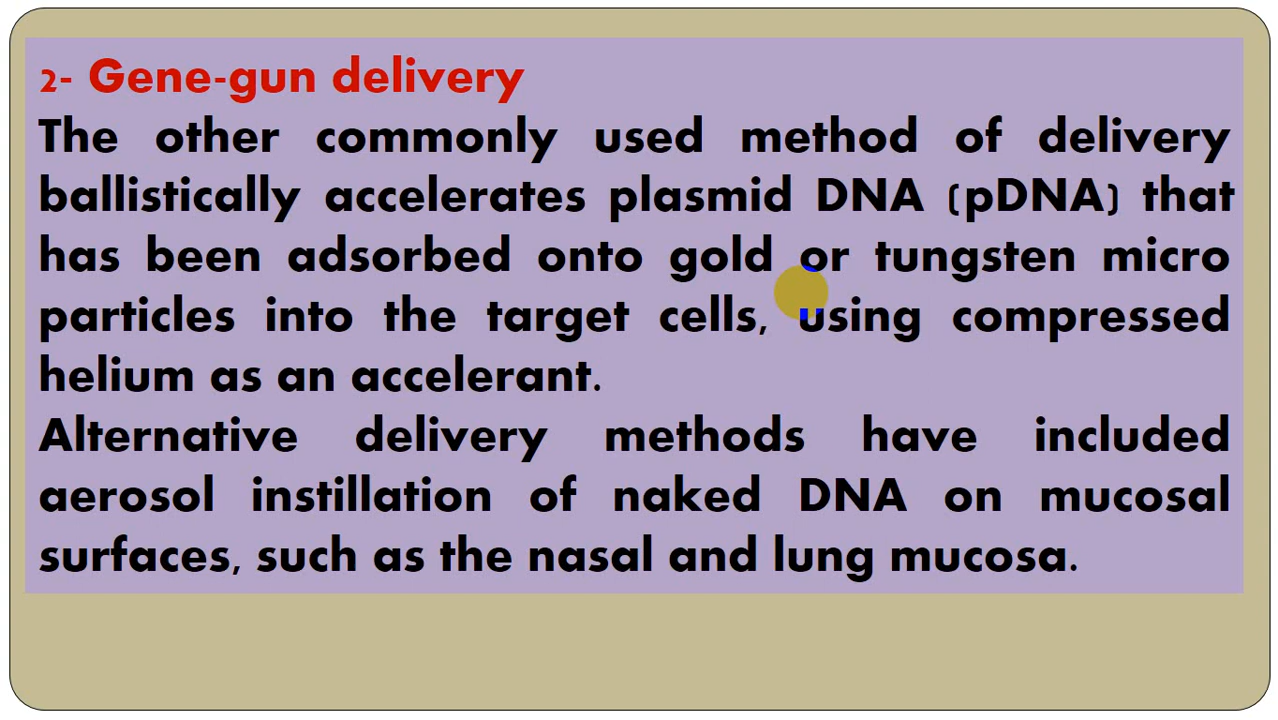 2- Gene-gun delivery
The other commonly used method of delivery
ballistically accelerates plasmid DNA (pDNA) that
has been adsorbed onto gold or tungsten micro
particles into the target cells, using compressed
helium as an accelerant.
Alternative delivery methods have included
aerosol instillation of naked DNA on mucosal
surfaces, such as the nasal and lung mucosa.